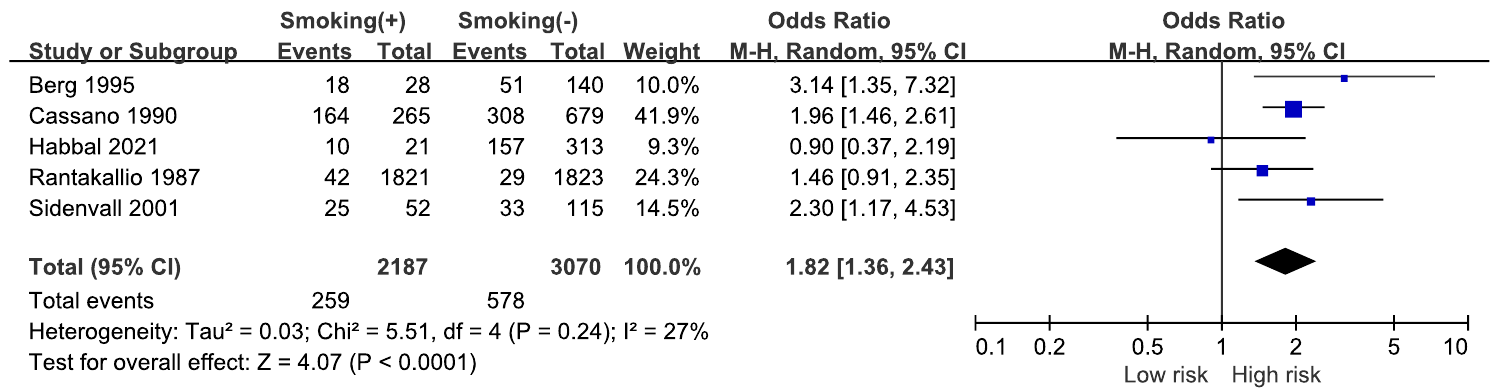 Smoking(+) Smoking(-) Odds Ratio Odds Ratio
Study or Subgroup Events Total Events Total Weight M-H, Random, 95% CI M-H, Random, 95% CI
Berg 1995 18 28 51 140 10.0% 3.14 [1.35, 7.32]
Cassano 1990 164 265 308 679 41.9% 1.96 [1.46, 2.61]
Habbal 2021 10 21 157 313 9.3% 0.90 [0.37, 2.19]
Rantakallio 1987 42 1821 29 1823 24.3% 1.46 [0.91, 2.35]
Sidenvall 2001 25 52 33 115 14.5% 2.30 [1.17, 4.53]
Total (95% CI) 2187 3070 100.0% 1.82 [1.36, 2.43]
Total events 259 578
Heterogeneity: Tau² = 0.03; Chi² = 5.51, df = 4 (P = 0.24); I² = 27%
Test for overall effect: Z = 4.07 (P < 0.0001)
0.1 0.2 0.5 1 2 5 10
Low risk High risk